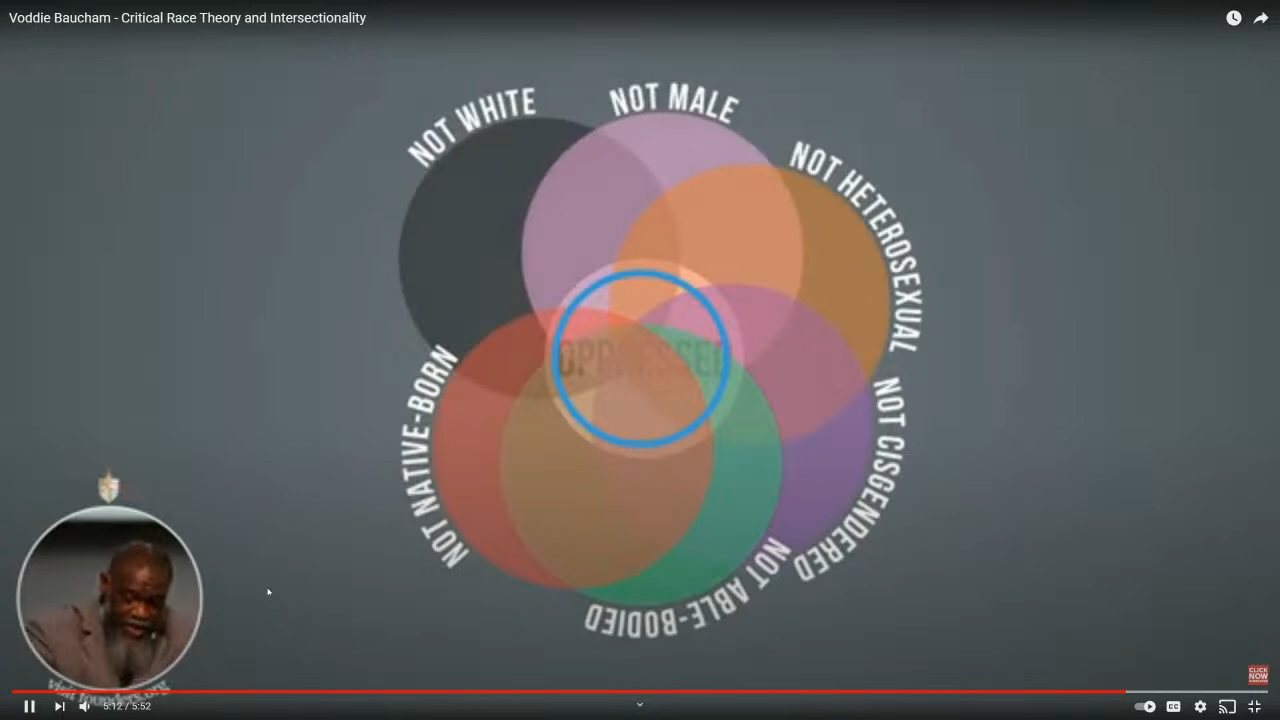 Voddie Baucham - Critical Race Theory and Intersectionality
NOT WHITE
NOT MALE
NOT HETEROSEXUAL
NOT CISGENDERED
NOT ABLE-BODIED
NOT NATIVE-BORN
OPPRESSED
CLICK
NOW
5:12 / 5:52
CC